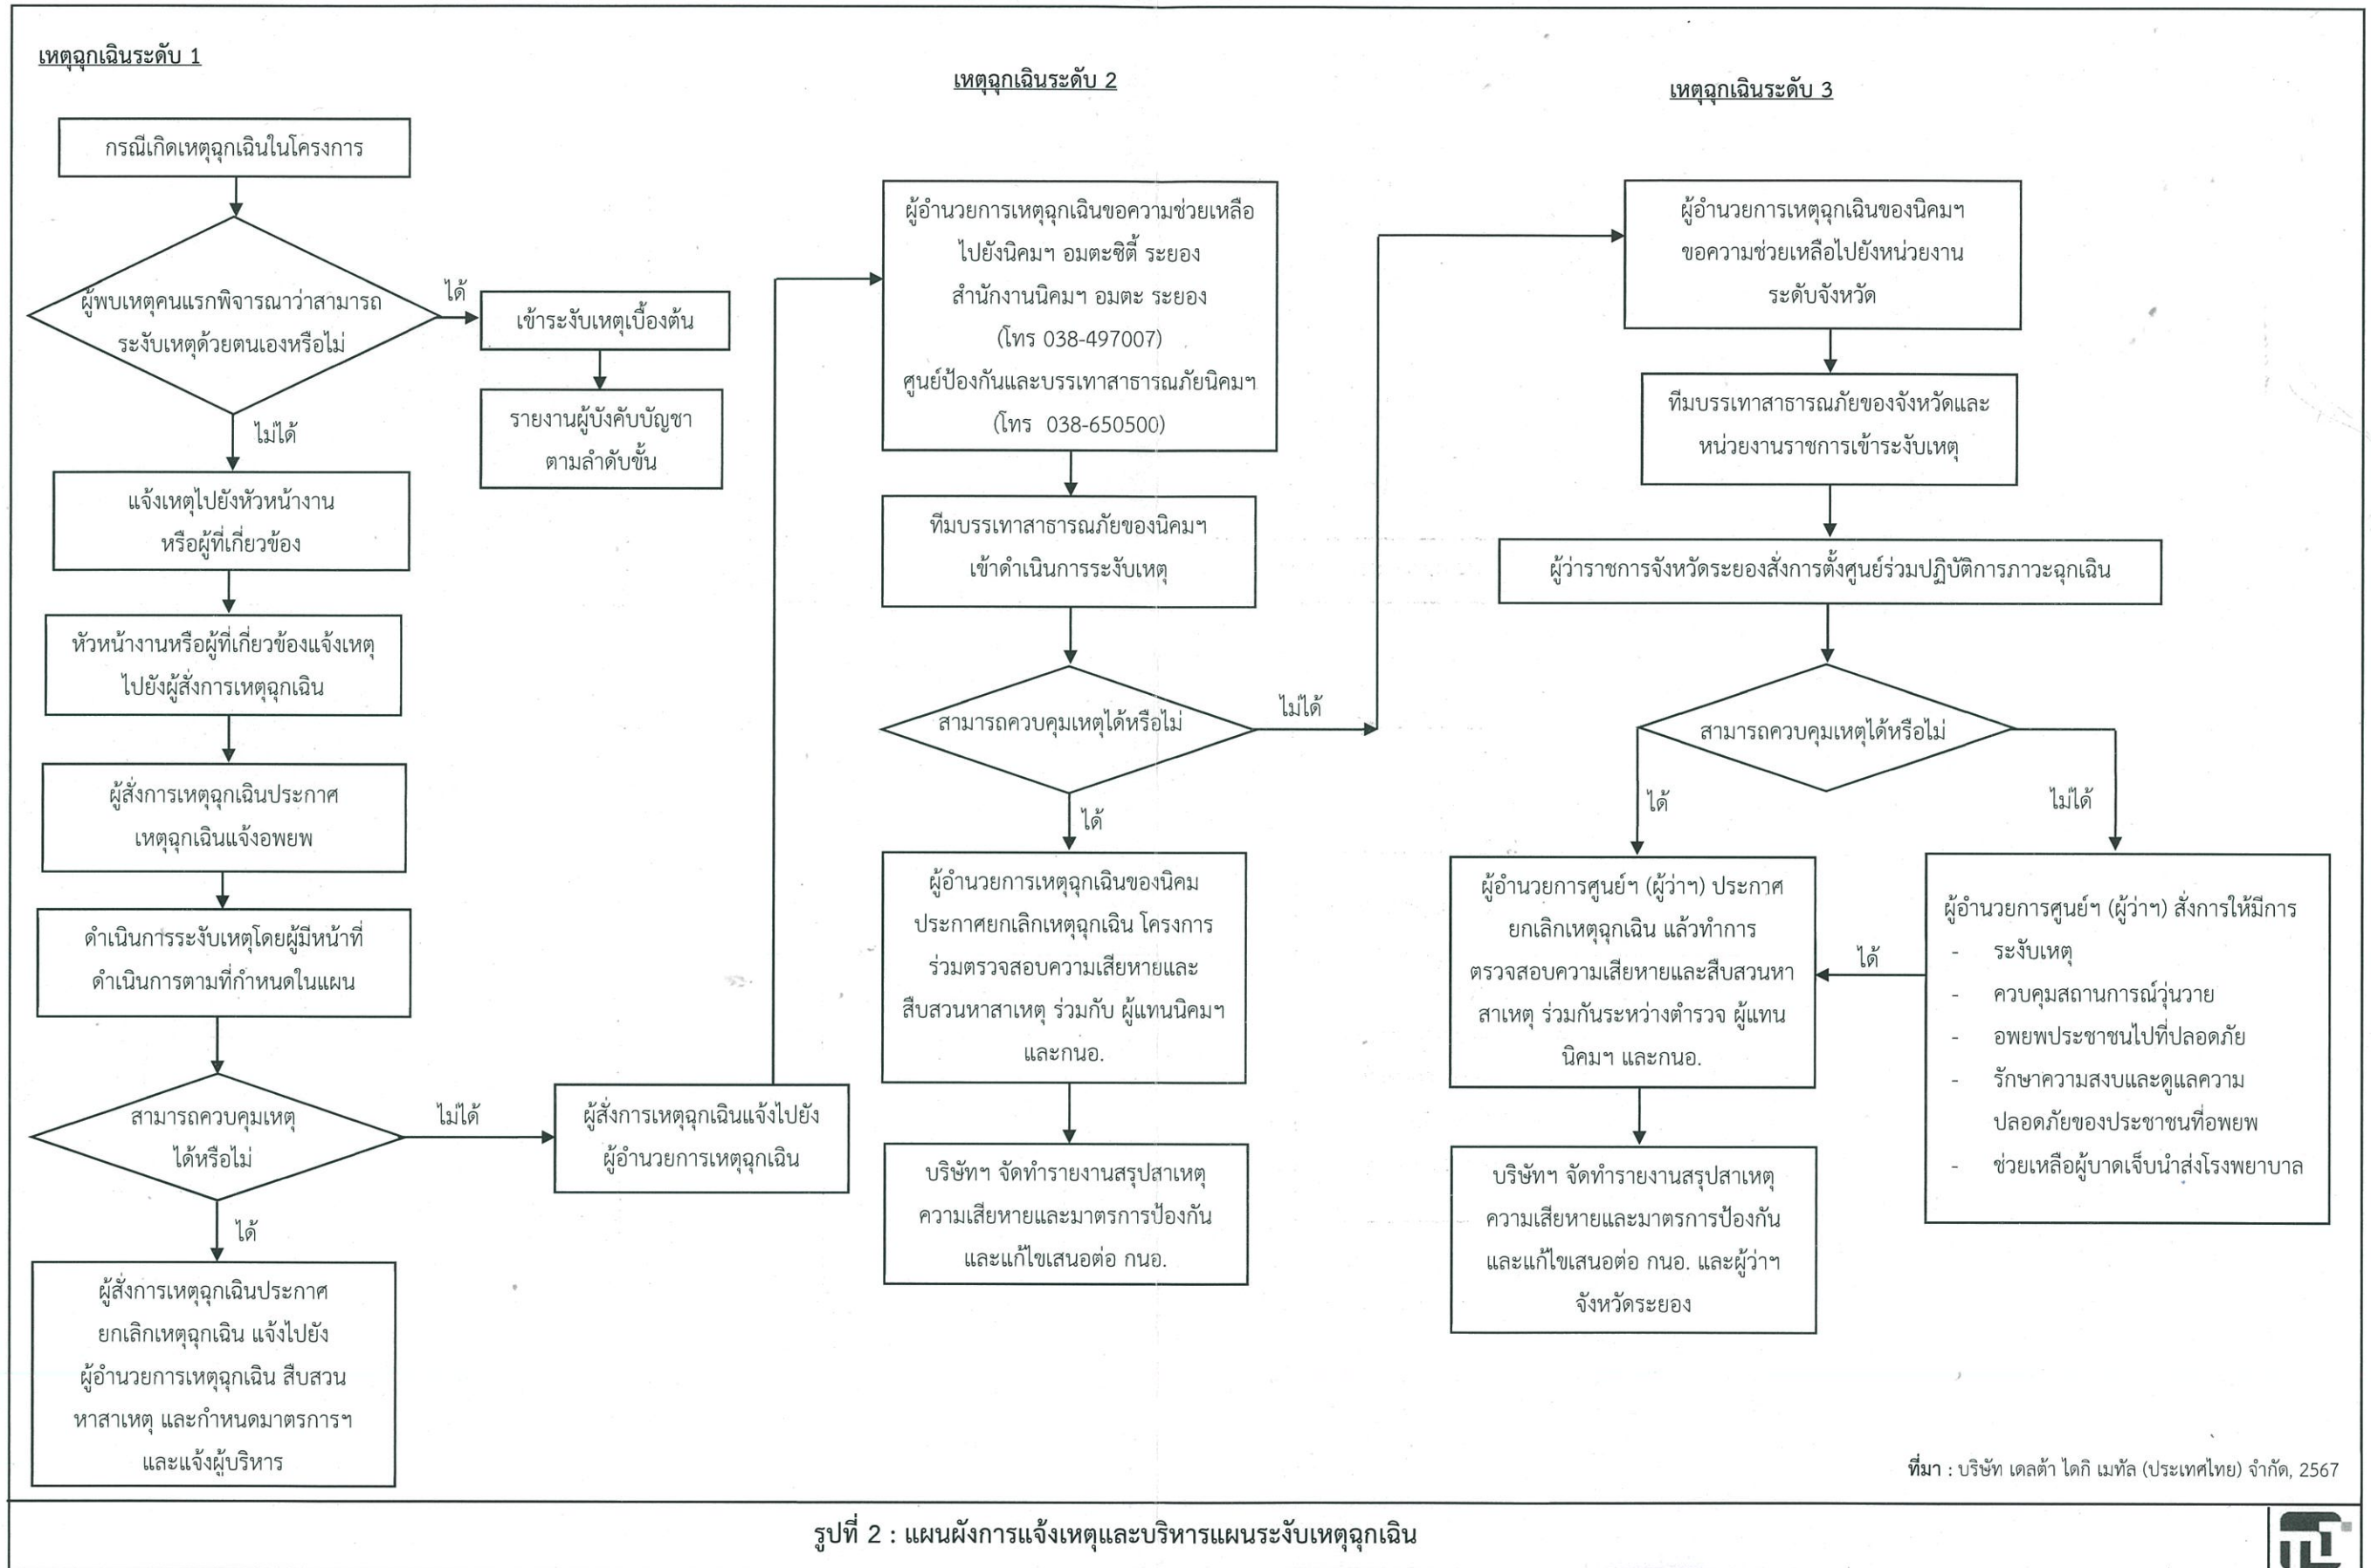 เหตุฉุกเฉินระดับ 1
กรณีเกิดเหตุฉุกเฉินในโครงการ
ผู้พบเหตุคนแรกพิจารณาว่าสามารถ
ระงับเหตุด้วยตนเองหรือไม่
ได้
เข้าระงับเหตุเบื้องต้น
รายงานผู้บังคับบัญชา
ตามลำดับขั้น
ไม่ได้
แจ้งเหตุไปยังหัวหน้างาน
หรือผู้ที่เกี่ยวข้อง
หัวหน้างานหรือผู้ที่เกี่ยวข้องแจ้งเหตุ
ไปยังผู้สั่งการเหตุฉุกเฉิน
ผู้สั่งการเหตุฉุกเฉินประกาศ
เหตุฉุกเฉินแจ้งอพยพ
ดำเนินการระงับเหตุโดยผู้มีหน้าที่
ดำเนินการตามที่กำหนดในแผน
สามารถควบคุมเหตุ
ได้หรือไม่
ไม่ได้
ผู้สั่งการเหตุฉุกเฉินแจ้งไปยัง
ผู้อำนวยการเหตุฉุกเฉิน
ได้
ผู้สั่งการเหตุฉุกเฉินประกาศ
ยกเลิกเหตุฉุกเฉิน แจ้งไปยัง
ผู้อำนวยการเหตุฉุกเฉิน สืบสวน
หาสาเหตุ และกำหนดมาตรการฯ
และแจ้งผู้บริหาร
เหตุฉุกเฉินระดับ 2
ผู้อำนวยการเหตุฉุกเฉินขอความช่วยเหลือ
ไปยังนิคมฯ อมตะซิตี้ ระยอง
สำนักงานนิคมฯ อมตะ ระยอง
(โทร 038-497007)
ศูนย์ป้องกันและบรรเทาสาธารณภัยนิคมฯ
(โทร 038-650500)
ทีมบรรเทาสาธารณภัยของนิคมฯ
เข้าดำเนินการระงับเหตุ
สามารถควบคุมเหตุได้หรือไม่
ไม่ได้
ได้
ผู้อำนวยการเหตุฉุกเฉินของนิคม
ประกาศยกเลิกเหตุฉุกเฉิน โครงการ
ร่วมตรวจสอบความเสียหายและ
สืบสวนหาสาเหตุ ร่วมกับ ผู้แทนนิคมฯ
และกนอ.
บริษัทฯ จัดทำรายงานสรุปสาเหตุ
ความเสียหายและมาตรการป้องกัน
และแก้ไขเสนอต่อ กนอ.
เหตุฉุกเฉินระดับ 3
ผู้อำนวยการเหตุฉุกเฉินของนิคมฯ
ขอความช่วยเหลือไปยังหน่วยงาน
ระดับจังหวัด
ทีมบรรเทาสาธารณภัยของจังหวัดและ
หน่วยงานราชการเข้าระงับเหตุ
ผู้ว่าราชการจังหวัดระยองสั่งการตั้งศูนย์ร่วมปฏิบัติการภาวะฉุกเฉิน
สามารถควบคุมเหตุได้หรือไม่
ได้
ไม่ได้
ผู้อำนวยการศูนย์ฯ (ผู้ว่าฯ) ประกาศ
ยกเลิกเหตุฉุกเฉิน แล้วทำการ
ตรวจสอบความเสียหายและสืบสวนหา
สาเหตุ ร่วมกันระหว่างตำรวจ ผู้แทน
นิคมฯ และกนอ.
ได้
ผู้อำนวยการศูนย์ฯ (ผู้ว่าฯ) สั่งการให้มีการ
- ระงับเหตุ
- ควบคุมสถานการณ์วุ่นวาย
- อพยพประชาชนไปที่ปลอดภัย
- รักษาความสงบและดูแลความ
ปลอดภัยของประชาชนที่อพยพ
- ช่วยเหลือผู้บาดเจ็บนำส่งโรงพยาบาล
บริษัทฯ จัดทำรายงานสรุปสาเหตุ
ความเสียหายและมาตรการป้องกัน
และแก้ไขเสนอต่อ กนอ. และผู้ว่าฯ
จังหวัดระยอง
ที่มา : บริษัท เดลต้า ไดกิ เมทัล (ประเทศไทย) จำกัด, 2567
รูปที่ 2 : แผนผังการแจ้งเหตุและบริหารแผนระงับเหตุฉุกเฉิน